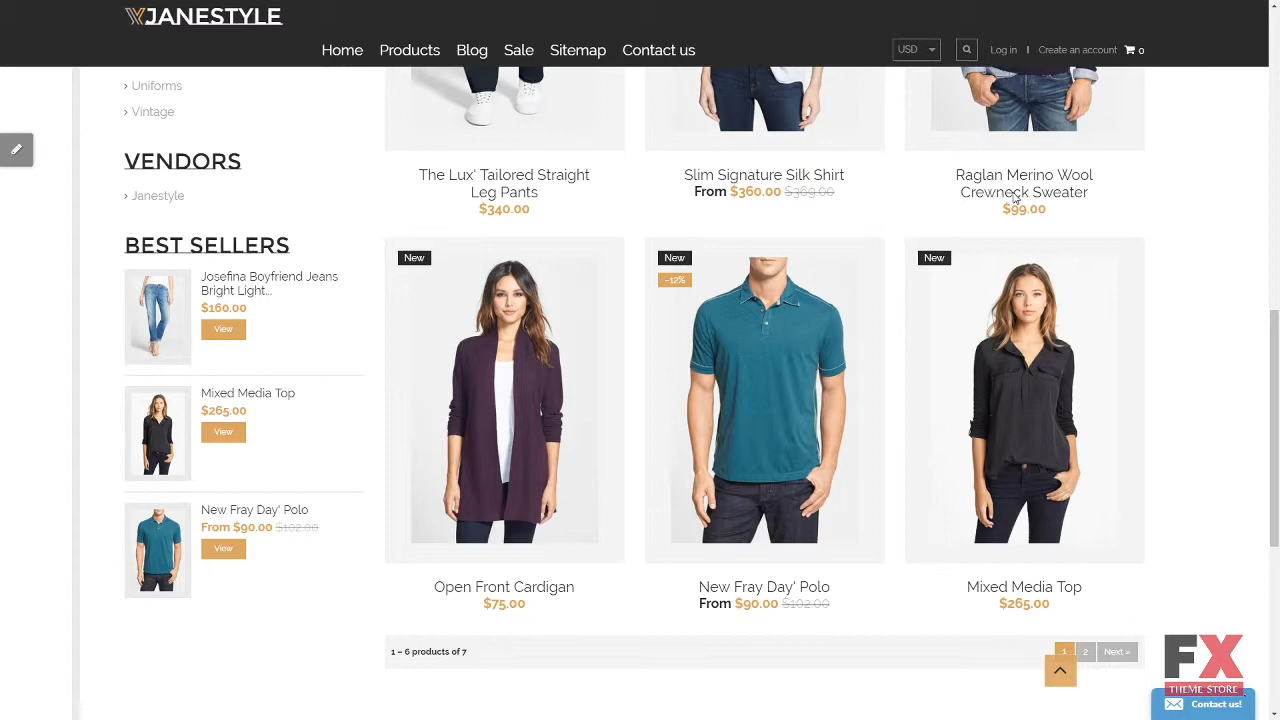 JANESTYLE
Home Products Blog Sale Sitemap Contact us
USD
Log in | Create an account 0
Uniforms
Vintage
VENDORS
Janestyle
BEST SELLERS
Josefina Boyfriend Jeans
Bright Light...
$160.00
View
Mixed Media Top
$265.00
View
New Fray Day' Polo
From $90.00 $102.00
View
The Lux' Tailored Straight
Leg Pants
$340.00
Slim Signature Silk Shirt
From $360.00 $369.00
Raglan Merino Wool
Crewneck Sweater
$99.00
New
New
-12%
New
Open Front Cardigan
$75.00
New Fray Day' Polo
From $90.00 $102.00
Mixed Media Top
$265.00
1 – 6 products of 7
1 2 Next »
FX
THEME STORE
Contact us!